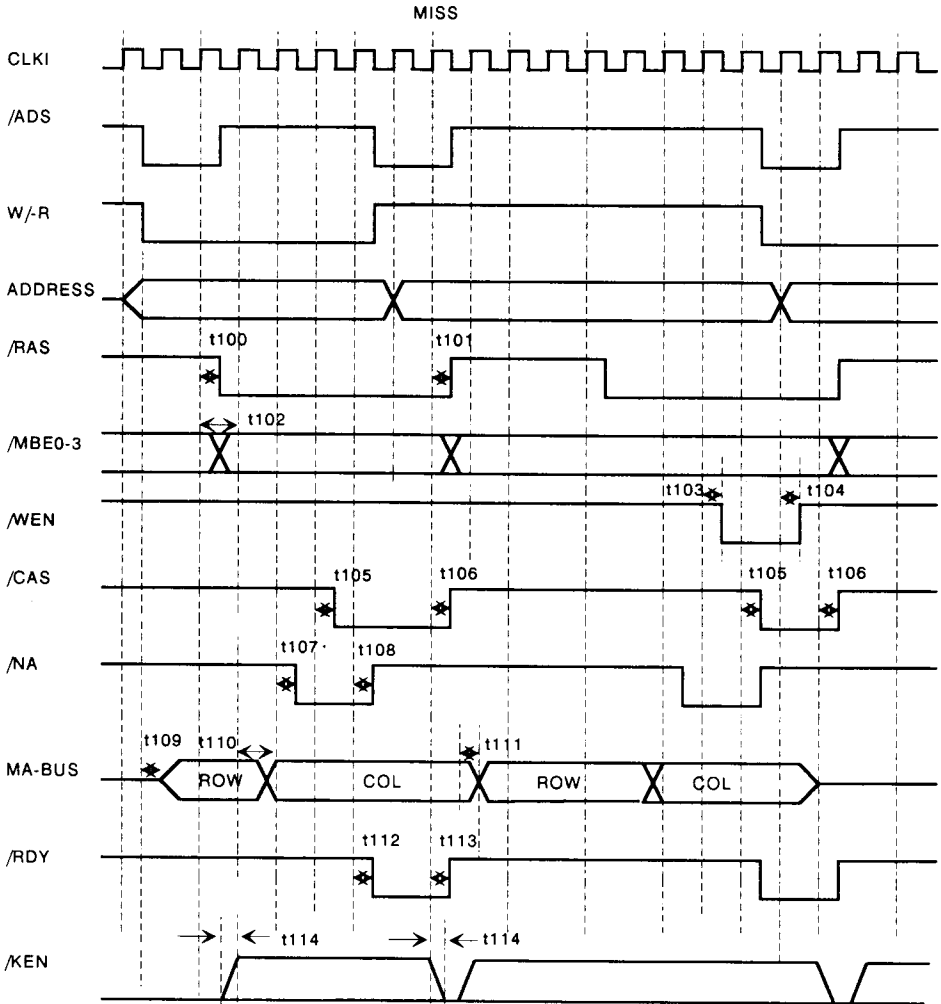 MISS
CLKI
/ADS
W/-R
ADDRESS
/RAS t100 t101
t102
/MBE0-3
t103 t104
/WEN
/CAS t105 t106 t105 t106
t107 t108
/NA
t109 t110 t111
MA-BUS ROW COL ROW COL
t112 t113
/RDY
t114 t114
/KEN